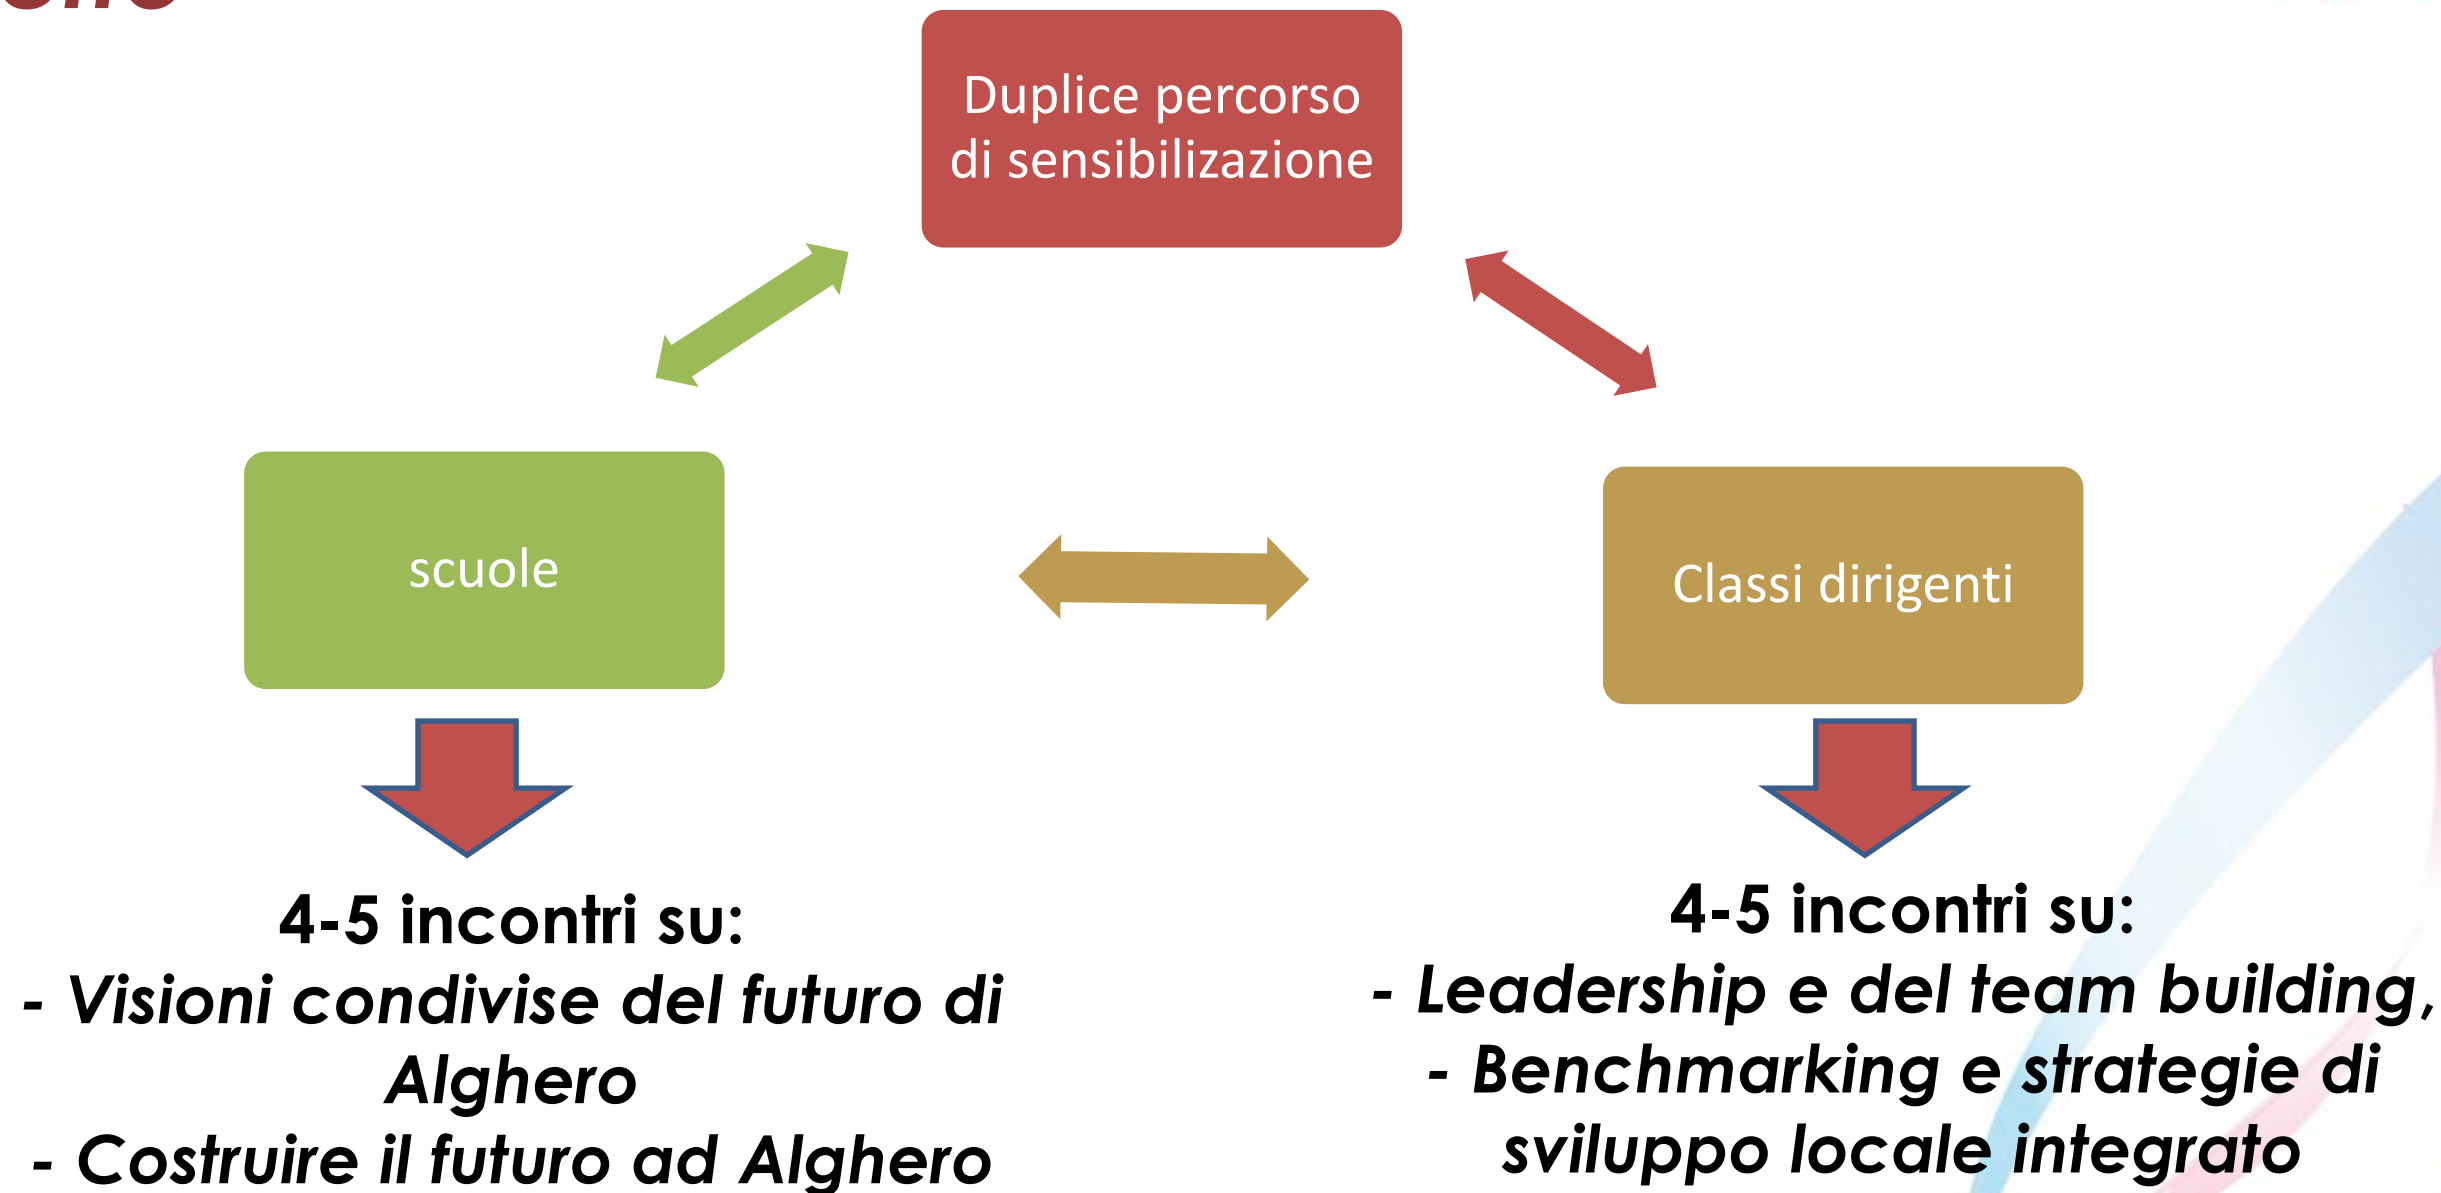 Duplice percorso
di sensibilizazione
scuole
Classi dirigenti
4-5 incontri su:
- Visioni condivise del futuro di
Alghero
- Costruire il futuro ad Alghero
4-5 incontri su:
- Leadership e del team building,
- Benchmarking e strategie di
sviluppo locale integrato